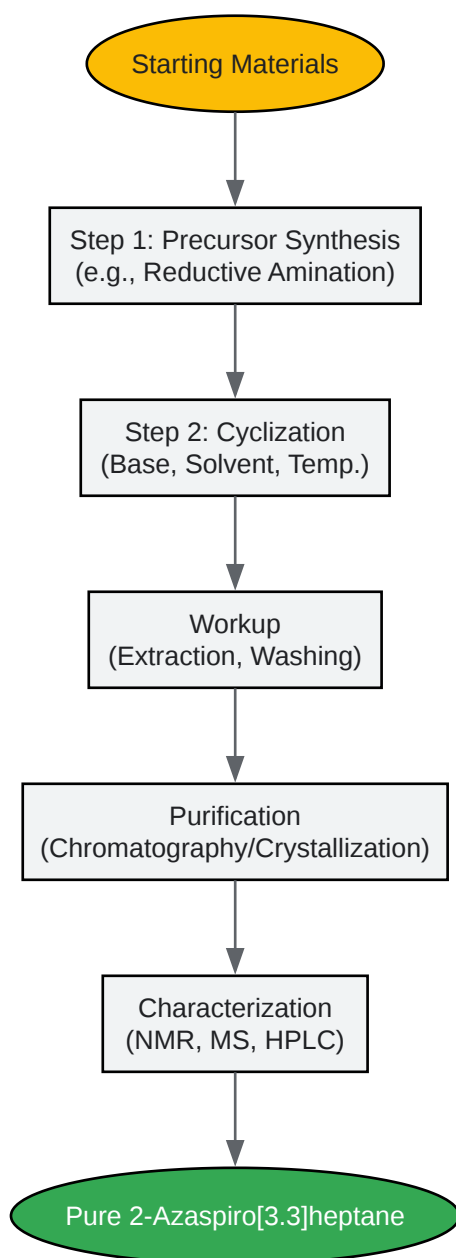 Starting Materials
Step 1: Precursor Synthesis
(e.g., Reductive Amination)
Step 2: Cyclization
(Base, Solvent, Temp.)
Workup
(Extraction, Washing)
Purification
(Chromatography/Crystallization)
Characterization
(NMR, MS, HPLC)
Pure 2-Azaspiro[3.3]heptane